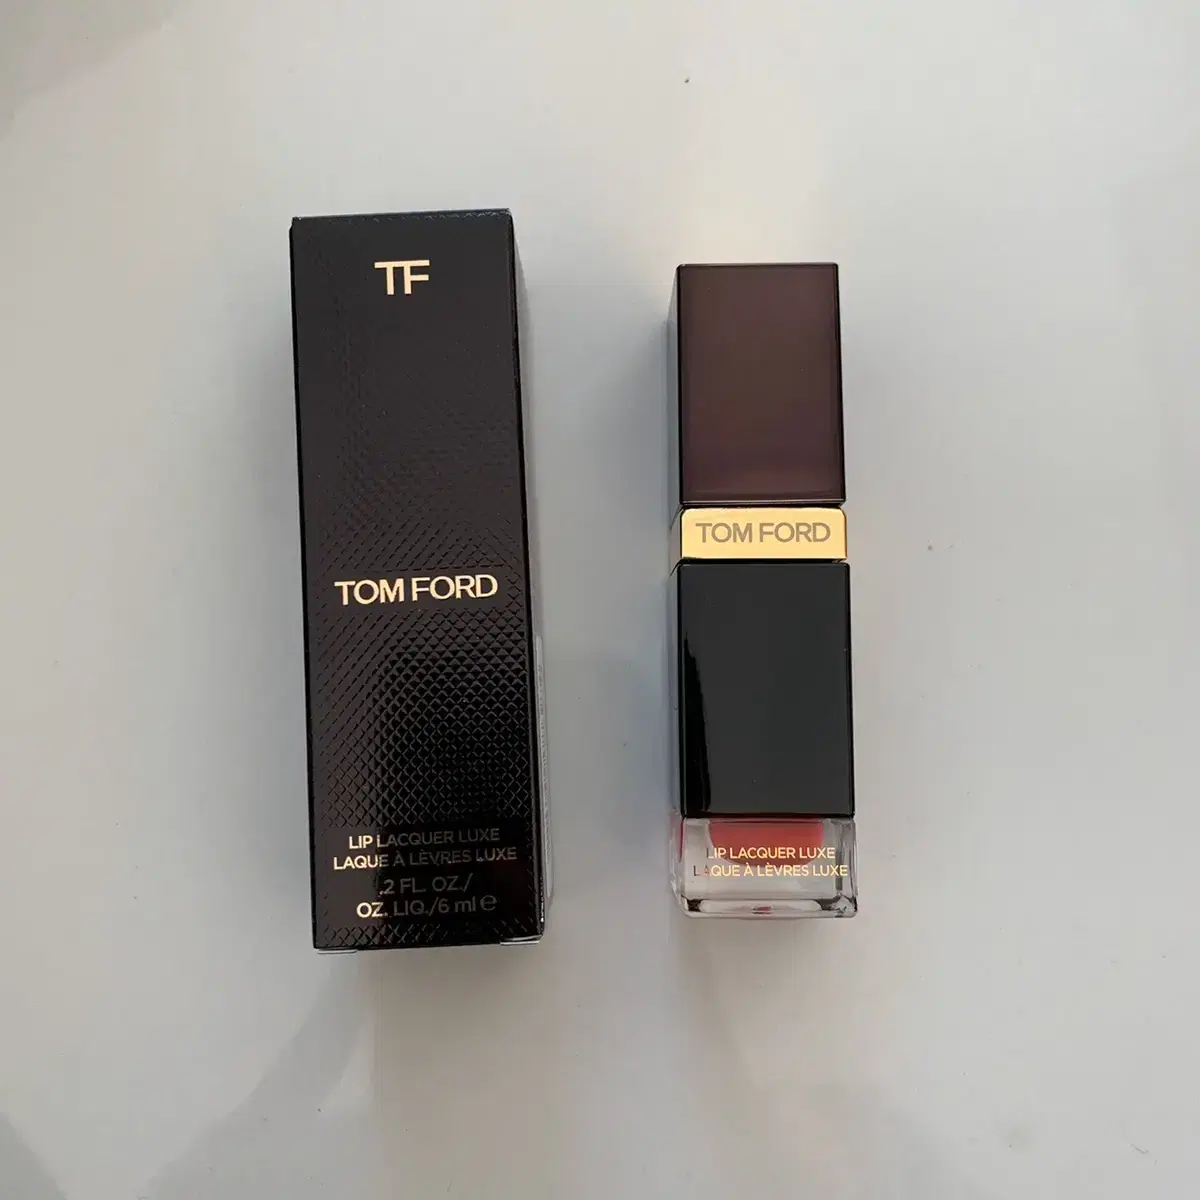 TF
TOM FORD
LIP LACQUER LUXE
LAQUE À LÈVRES LUXE
.2 FL. OZ./
OZ. LIQ./6 ml ℮
TOM FORD
LIP LACQUER LUXE
LAQUE À LÈVRES LUXE